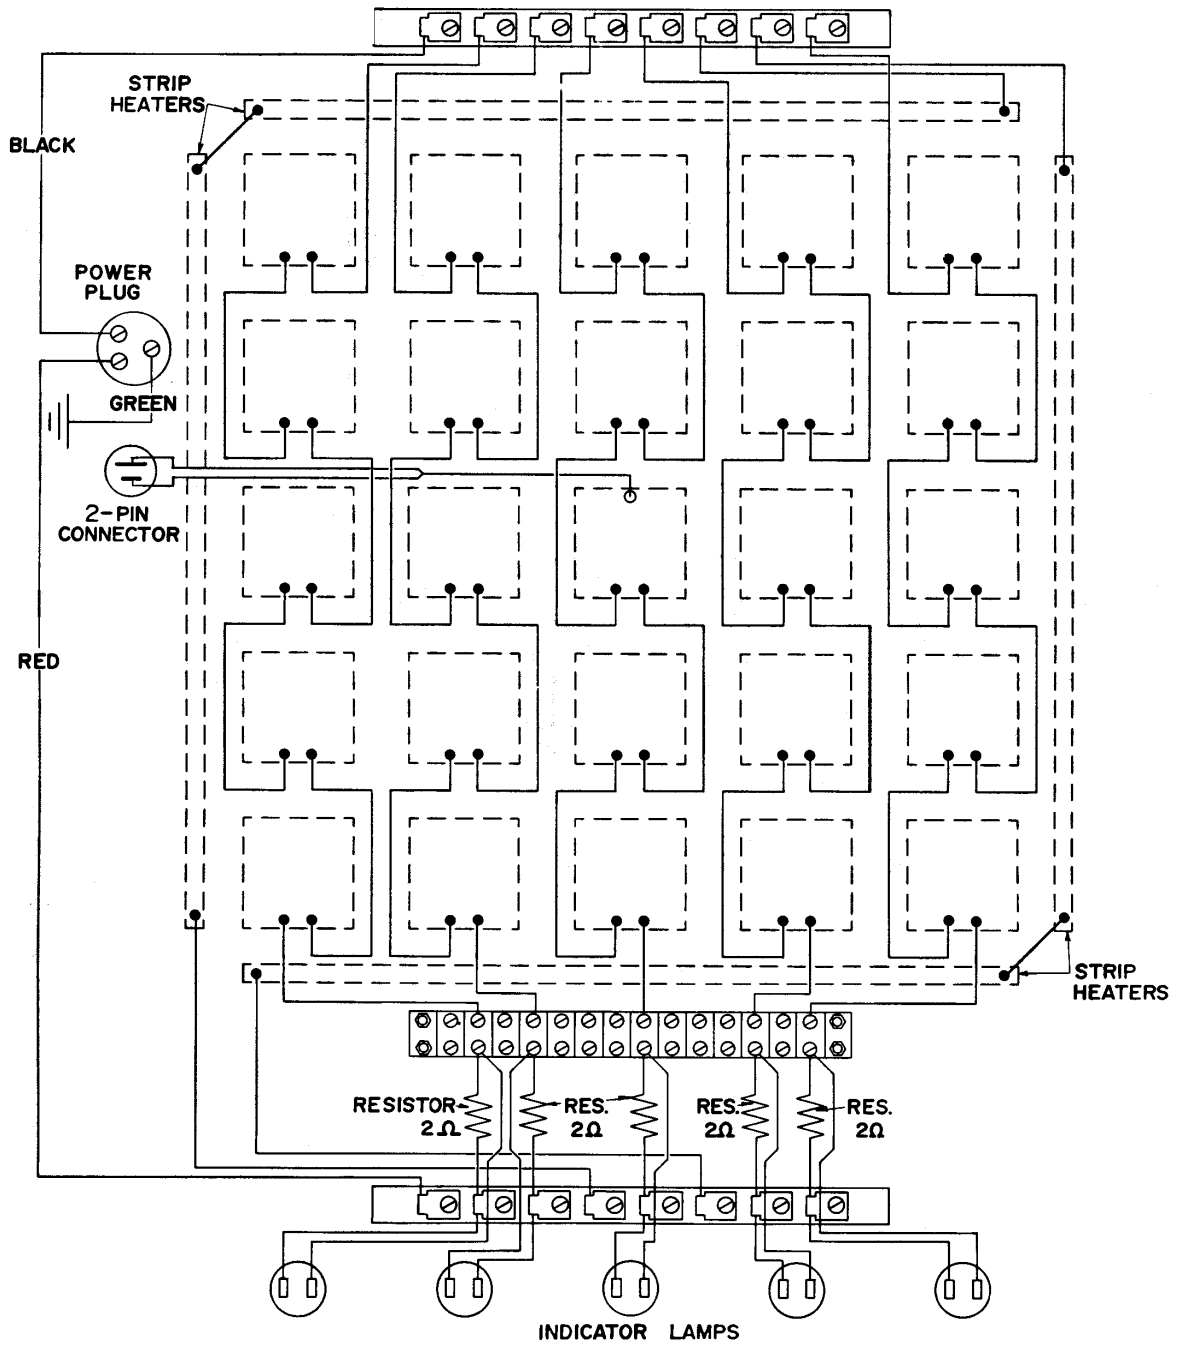 STRIP
HEATERS
BLACK
POWER
PLUG
GREEN
2-PIN
CONNECTOR
RED
STRIP
HEATERS
RESISTOR
2Ω
RES.
2Ω
RES.
2Ω
RES.
2Ω
INDICATOR LAMPS